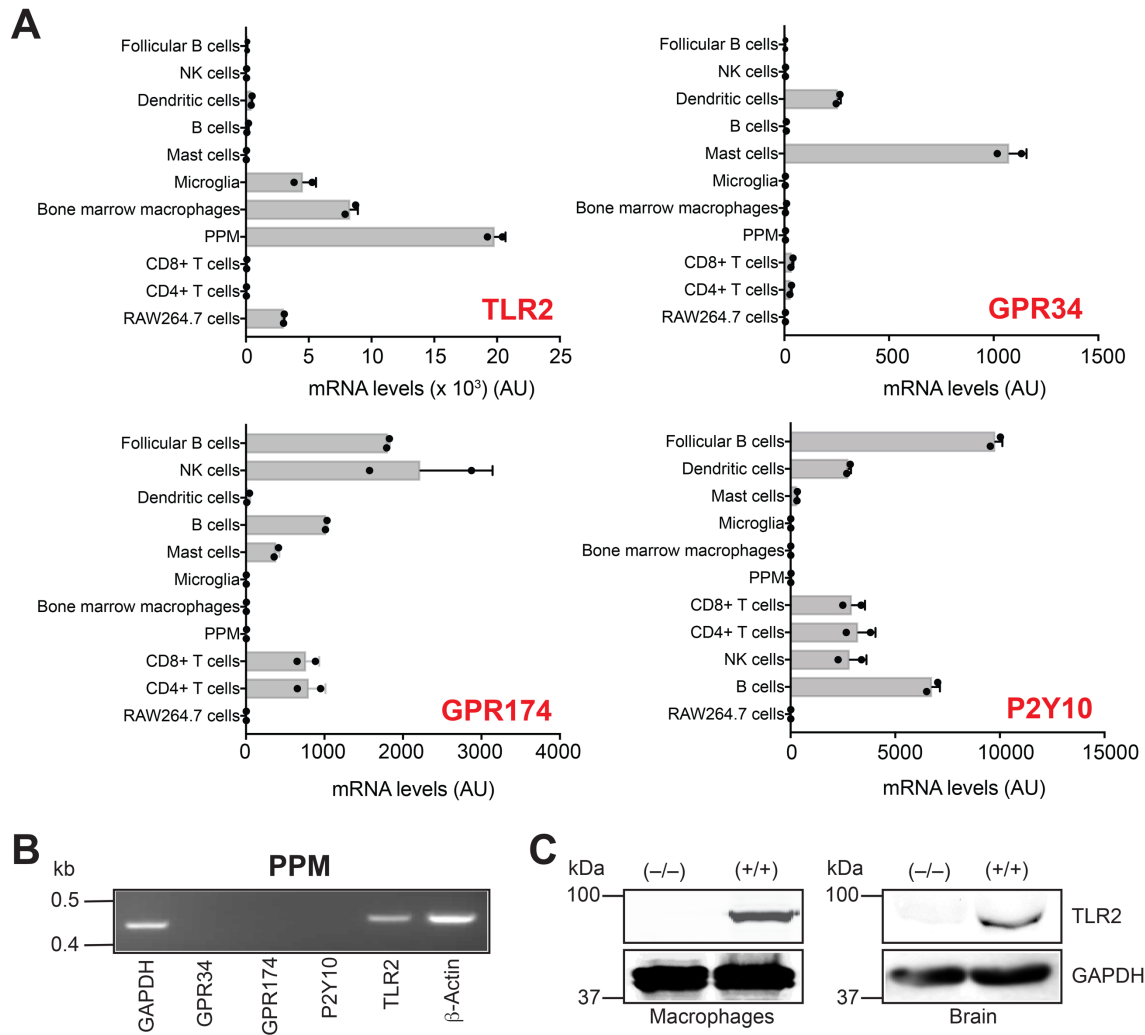 A
Follicular B cells
NK cells
Dendritic cells
B cells
Mast cells
Microglia
Bone marrow macrophages
PPM
CD8+ T cells
CD4+ T cells
RAW264.7 cells
TLR2
0 5 10 15 20 25
mRNA levels (x 10³) (AU)
Follicular B cells
NK cells
Dendritic cells
B cells
Mast cells
Microglia
Bone marrow macrophages
PPM
CD8+ T cells
CD4+ T cells
RAW264.7 cells
GPR34
0 500 1000 1500
mRNA levels (AU)
Follicular B cells
NK cells
Dendritic cells
B cells
Mast cells
Microglia
Bone marrow macrophages
PPM
CD8+ T cells
CD4+ T cells
RAW264.7 cells
GPR174
0 1000 2000 3000 4000
mRNA levels (AU)
Follicular B cells
Dendritic cells
Mast cells
Microglia
Bone marrow macrophages
PPM
CD8+ T cells
CD4+ T cells
NK cells
B cells
RAW264.7 cells
P2Y10
0 5000 10000 15000
mRNA levels (AU)
B
kb
PPM
0.5
0.4
GAPDH
GPR34
GPR174
P2Y10
TLR2
β-Actin
C
kDa (–/–) (+/+)
100
37
Macrophages
kDa (–/–) (+/+)
100
TLR2
GAPDH
37
Brain